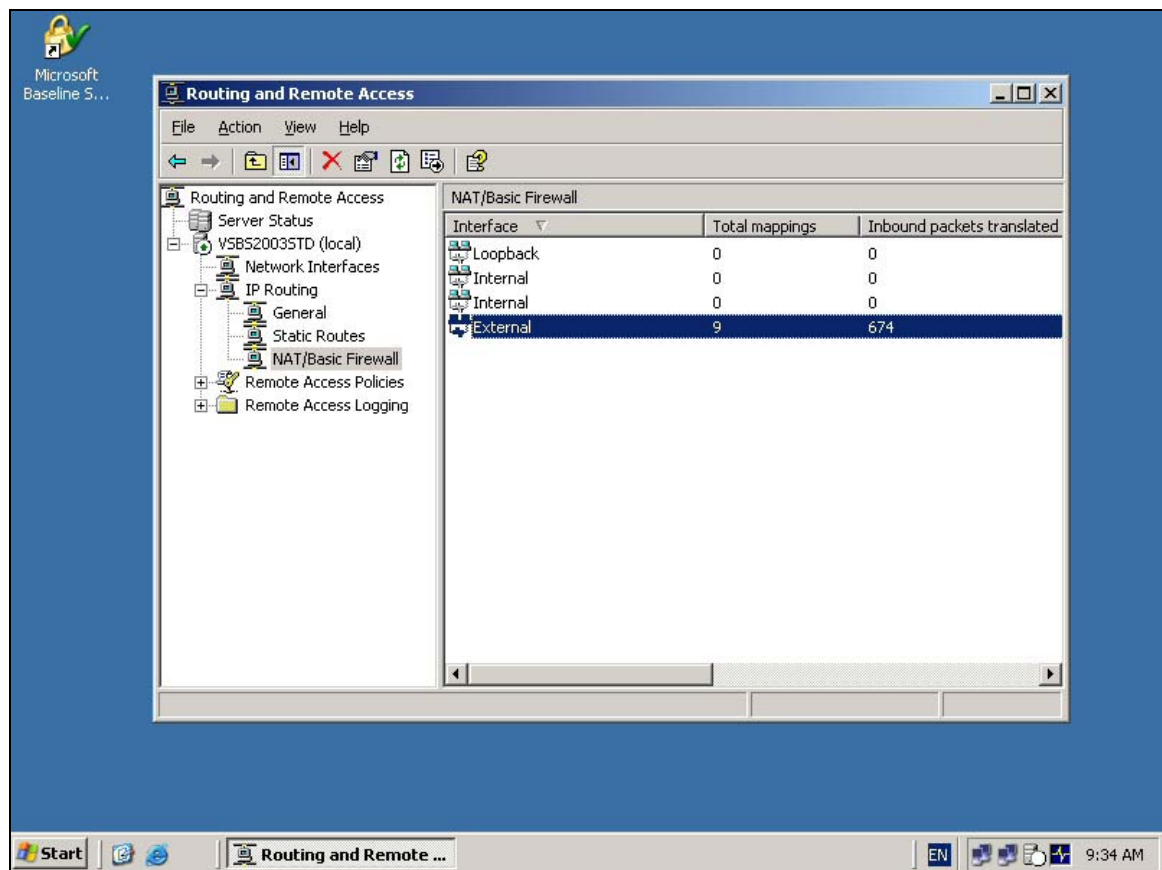 Microsoft
Baseline S...
Routing and Remote Access
File Action View Help
Routing and Remote Access
Server Status
VSBS2003STD (local)
Network Interfaces
IP Routing
General
Static Routes
NAT/Basic Firewall
Remote Access Policies
Remote Access Logging
NAT/Basic Firewall
Interface Total mappings Inbound packets translated
Loopback 0 0
Internal 0 0
Internal 0 0
External 9 674
Start Routing and Remote ... EN 9:34 AM